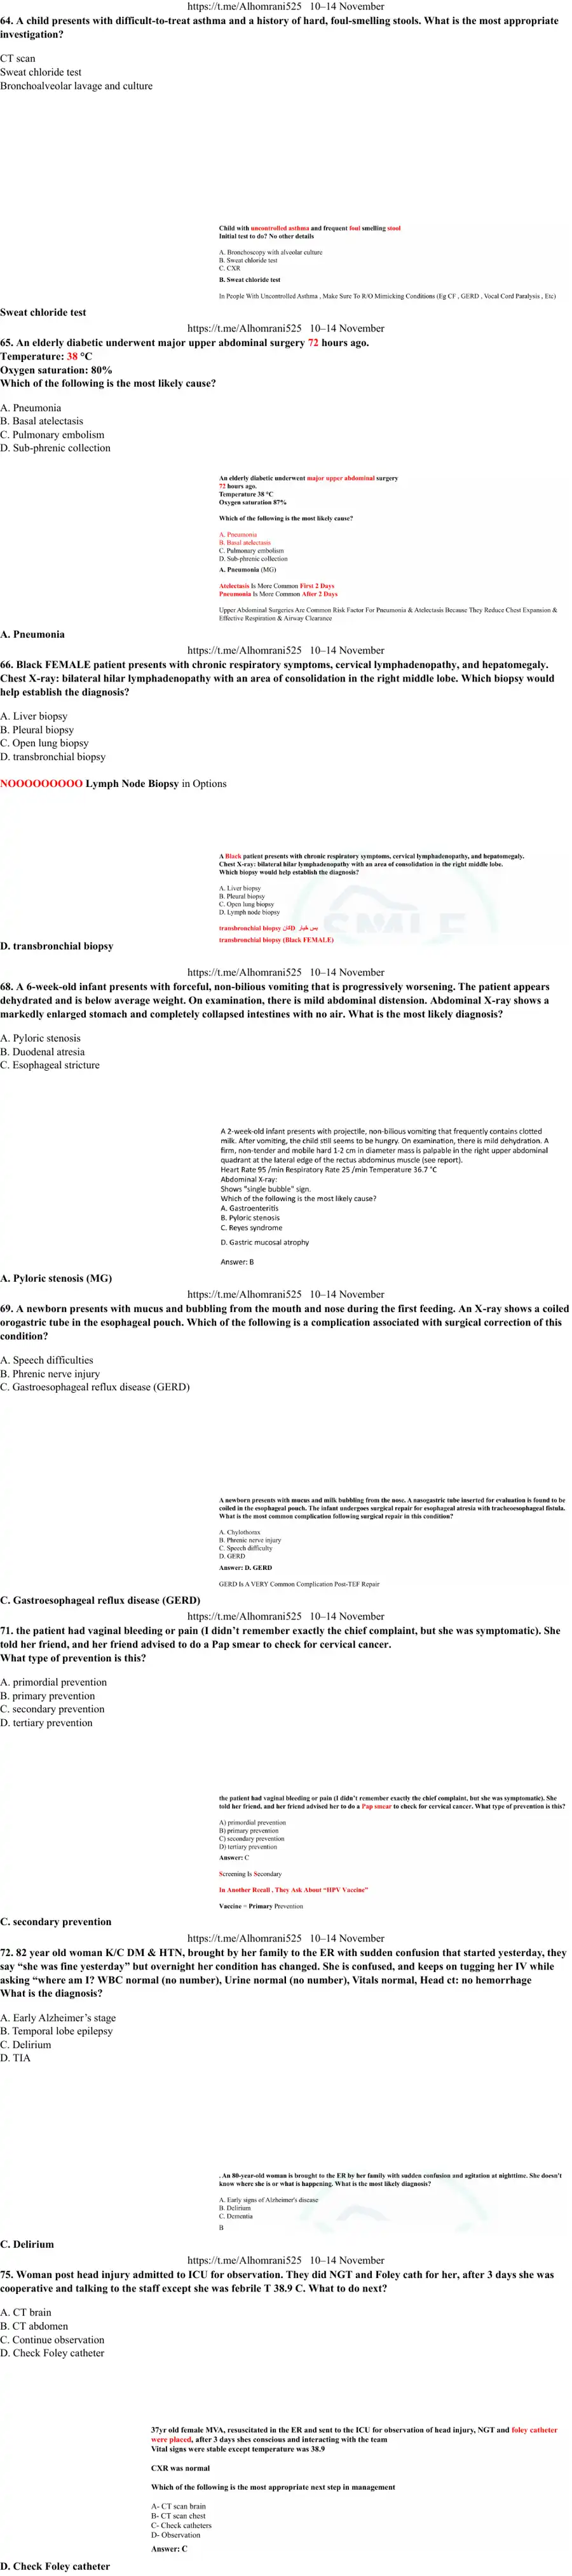 https://t.me/Alhomrani525 10–14 November
64. A child presents with difficult-to-treat asthma and a history of hard, foul-smelling stools. What is the most appropriate
investigation?
CT scan
Sweat chloride test
Bronchoalveolar lavage and culture
Child with uncontrolled asthma and frequent foul smelling stool
Initial test to do? No other details
A. Bronchoscopy with alveolar culture
B. Sweat chloride test
C. CXR
B. Sweat chloride test
In People With Uncontrolled Asthma , Make Sure To R/O Mimicking Conditions (Eg CF , GERD , Vocal Cord Paralysis , Etc)
Sweat chloride test
https://t.me/Alhomrani525 10–14 November
65. An elderly diabetic underwent major upper abdominal surgery 72 hours ago.
Temperature: 38 °C
Oxygen saturation: 80%
Which of the following is the most likely cause?
A. Pneumonia
B. Basal atelectasis
C. Pulmonary embolism
D. Sub-phrenic collection
An elderly diabetic underwent major upper abdominal surgery
72 hours ago.
Temperature 38 °C
Oxygen saturation 87%
Which of the following is the most likely cause?
A. Pneumonia
B. Basal atelectasis
C. Pulmonary embolism
D. Sub-phrenic collection
A. Pneumonia (MG)
Atelectasis Is More Common First 2 Days
Pneumonia Is More Common After 2 Days
Upper Abdominal Surgeries Are Common Risk Factor For Pneumonia & Atelectasis Because They Reduce Chest Expansion &
Effective Respiration & Airway Clearance
A. Pneumonia
https://t.me/Alhomrani525 10–14 November
66. Black FEMALE patient presents with chronic respiratory symptoms, cervical lymphadenopathy, and hepatomegaly.
Chest X-ray: bilateral hilar lymphadenopathy with an area of consolidation in the right middle lobe. Which biopsy would
help establish the diagnosis?
A. Liver biopsy
B. Pleural biopsy
C. Open lung biopsy
D. transbronchial biopsy
NOOOOOOOOO Lymph Node Biopsy in Options
A Black patient presents with chronic respiratory symptoms, cervical lymphadenopathy, and hepatomegaly.
Chest X-ray: bilateral hilar lymphadenopathy with an area of consolidation in the right middle lobe.
Which biopsy would help establish the diagnosis?
A. Liver biopsy
B. Pleural biopsy
C. Open lung biopsy
D. Lymph node biopsy
بس خيار D كان transbronchial biopsy
transbronchial biopsy (Black FEMALE)
SMLE
D. transbronchial biopsy
https://t.me/Alhomrani525 10–14 November
68. A 6-week-old infant presents with forceful, non-bilious vomiting that is progressively worsening. The patient appears
dehydrated and is below average weight. On examination, there is mild abdominal distension. Abdominal X-ray shows a
markedly enlarged stomach and completely collapsed intestines with no air. What is the most likely diagnosis?
A. Pyloric stenosis
B. Duodenal atresia
C. Esophageal stricture
A 2-week-old infant presents with projectile, non-bilious vomiting that frequently contains clotted
milk. After vomiting, the child still seems to be hungry. On examination, there is mild dehydration. A
firm, non-tender and mobile hard 1-2 cm in diameter mass is palpable in the right upper abdominal
quadrant at the lateral edge of the rectus abdominus muscle (see report).
Heart Rate 95 /min Respiratory Rate 25 /min Temperature 36.7 °C
Abdominal X-ray:
Shows "single bubble" sign.
Which of the following is the most likely cause?
A. Gastroenteritis
B. Pyloric stenosis
C. Reyes syndrome
D. Gastric mucosal atrophy
Answer: B
A. Pyloric stenosis (MG)
https://t.me/Alhomrani525 10–14 November
69. A newborn presents with mucus and bubbling from the mouth and nose during the first feeding. An X-ray shows a coiled
orogastric tube in the esophageal pouch. Which of the following is a complication associated with surgical correction of this
condition?
A. Speech difficulties
B. Phrenic nerve injury
C. Gastroesophageal reflux disease (GERD)
A newborn presents with mucus and milk bubbling from the nose. A nasogastric tube inserted for evaluation is found to be
coiled in the esophageal pouch. The infant undergoes surgical repair for esophageal atresia with tracheoesophageal fistula.
What is the most common complication following surgical repair in this condition?
A. Chylothorax
B. Phrenic nerve injury
C. Speech difficulty
D. GERD
Answer: D. GERD
GERD Is A VERY Common Complication Post-TEF Repair
C. Gastroesophageal reflux disease (GERD)
https://t.me/Alhomrani525 10–14 November
71. the patient had vaginal bleeding or pain (I didn’t remember exactly the chief complaint, but she was symptomatic). She
told her friend, and her friend advised to do a Pap smear to check for cervical cancer.
What type of prevention is this?
A. primordial prevention
B. primary prevention
C. secondary prevention
D. tertiary prevention
the patient had vaginal bleeding or pain (I didn’t remember exactly the chief complaint, but she was symptomatic). She
told her friend, and her friend advised her to do a Pap smear to check for cervical cancer. What type of prevention is this?
A) primordial prevention
B) primary prevention
C) secondary prevention
D) tertiary prevention
Answer: C
Screening Is Secondary
In Another Recall , They Ask About “HPV Vaccine”
Vaccine = Primary Prevention
C. secondary prevention
https://t.me/Alhomrani525 10–14 November
72. 82 year old woman K/C DM & HTN, brought by her family to the ER with sudden confusion that started yesterday, they
say “she was fine yesterday” but overnight her condition has changed. She is confused, and keeps on tugging her IV while
asking “where am I? WBC normal (no number), Urine normal (no number), Vitals normal, Head ct: no hemorrhage
What is the diagnosis?
A. Early Alzheimer’s stage
B. Temporal lobe epilepsy
C. Delirium
D. TIA
. An 80-year-old woman is brought to the ER by her family with sudden confusion and agitation at nighttime. She doesn’t
know where she is or what is happening. What is the most likely diagnosis?
A. Early signs of Alzheimer's disease
B. Delirium
C. Dementia
B
C. Delirium
https://t.me/Alhomrani525 10–14 November
75. Woman post head injury admitted to ICU for observation. They did NGT and Foley cath for her, after 3 days she was
cooperative and talking to the staff except she was febrile T 38.9 C. What to do next?
A. CT brain
B. CT abdomen
C. Continue observation
D. Check Foley catheter
37yr old female MVA, resuscitated in the ER and sent to the ICU for observation of head injury, NGT and foley catheter
were placed, after 3 days shes conscious and interacting with the team
Vital signs were stable except temperature was 38.9
CXR was normal
Which of the following is the most appropriate next step in management
A- CT scan brain
B- CT scan chest
C- Check catheters
D- Observation
Answer: C
D. Check Foley catheter